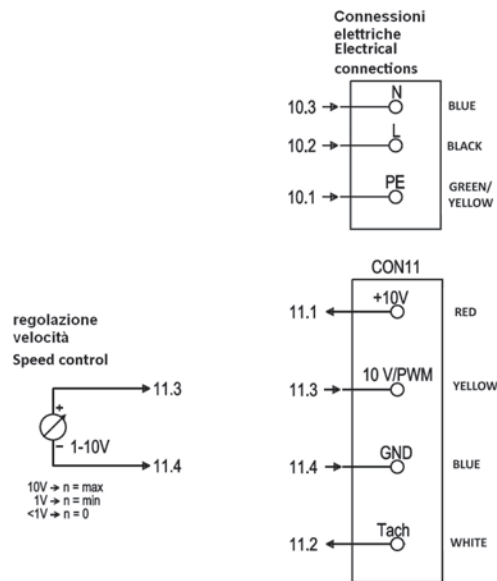 Connessioni
elettriche
Electrical
connections
N
10.3
BLUE
L
10.2
BLACK
PE
10.1
GREEN/
YELLOW
CON11
+10V
11.1
RED
10 V/PWM
11.3
YELLOW
GND
11.4
BLUE
Tach
11.2
WHITE
regolazione
velocità
Speed control
+
11.3
1-10V
−
11.4
10V → n = max
1V → n = min
<1V → n = 0